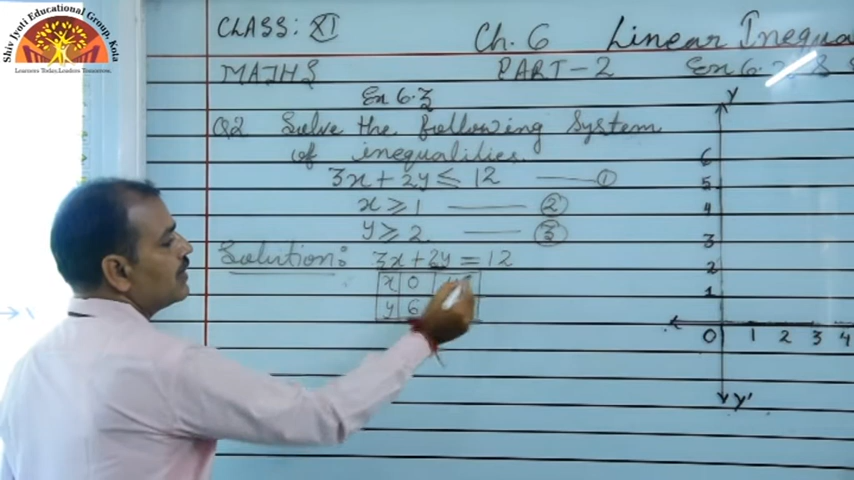 Shiv Jyoti Educational Group, Kota
Learners Today. Leaders Tomorrow.
CLASS: XI
Ch. 6 Linear Inequa
MATHS
PART-2
Ex 6.3
Q2 Solve the following System
of inequalities.
3x + 2y ≤ 12 —— ①
x ≥ 1 —— ②
y ≥ 2. —— ③
Solution: 3x + 2y = 12
x 0
y 6
Y
6
5
4
3
2
1
0 1 2 3 4
Y'